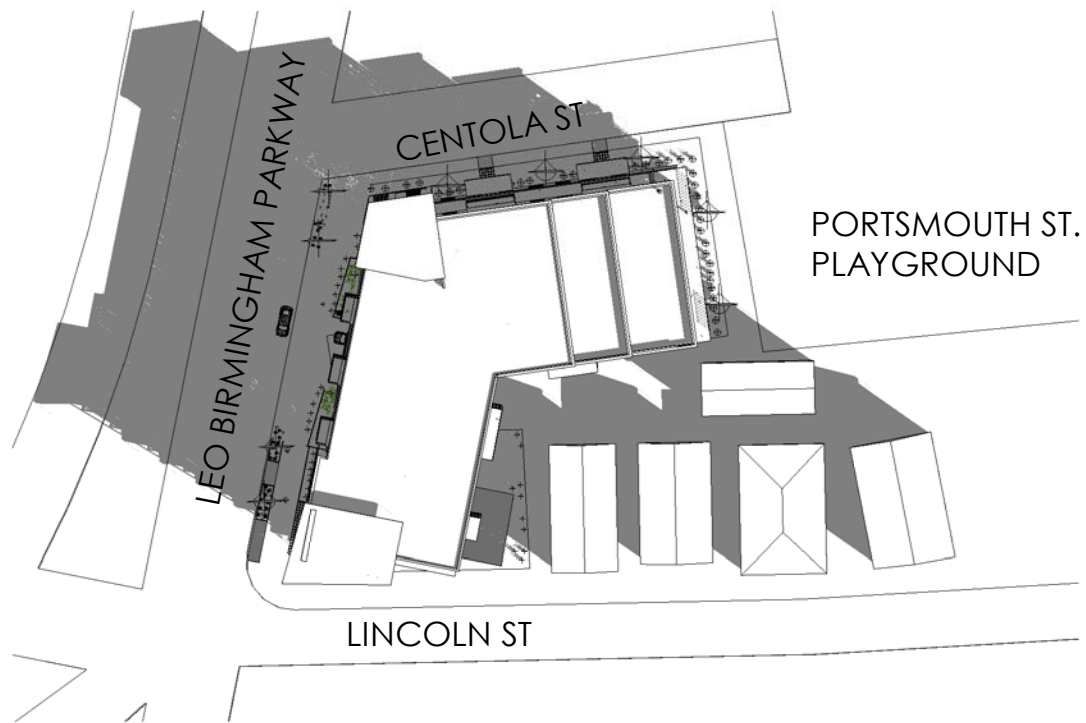 LEO BIRMINGHAM PARKWAY
CENTOLA ST
PORTSMOUTH ST.
PLAYGROUND
LINCOLN ST